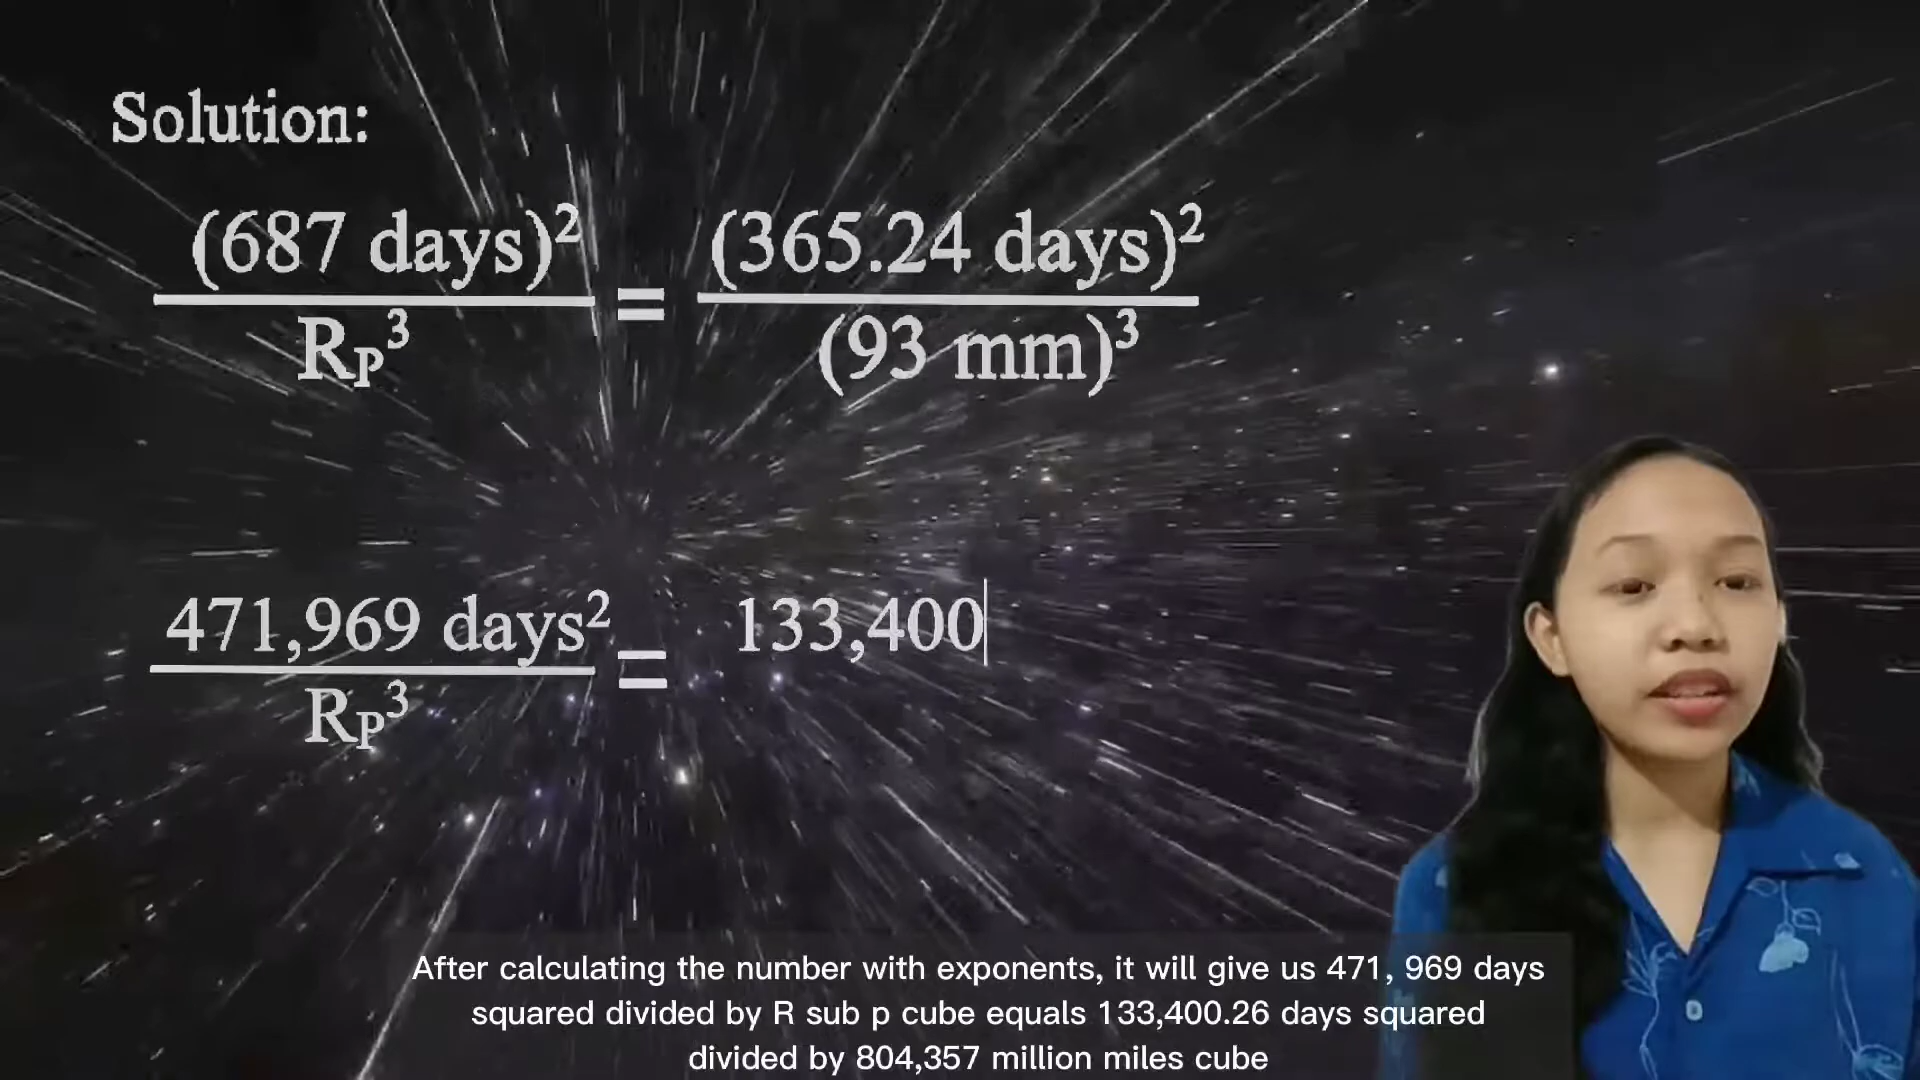 Solution:
(687 days)² = (365.24 days)²
R_P³ (93 mm)³
471,969 days² = 133,400
R_P³
After calculating the number with exponents, it will give us 471, 969 days
squared divided by R sub p cube equals 133,400.26 days squared
divided by 804,357 million miles cube